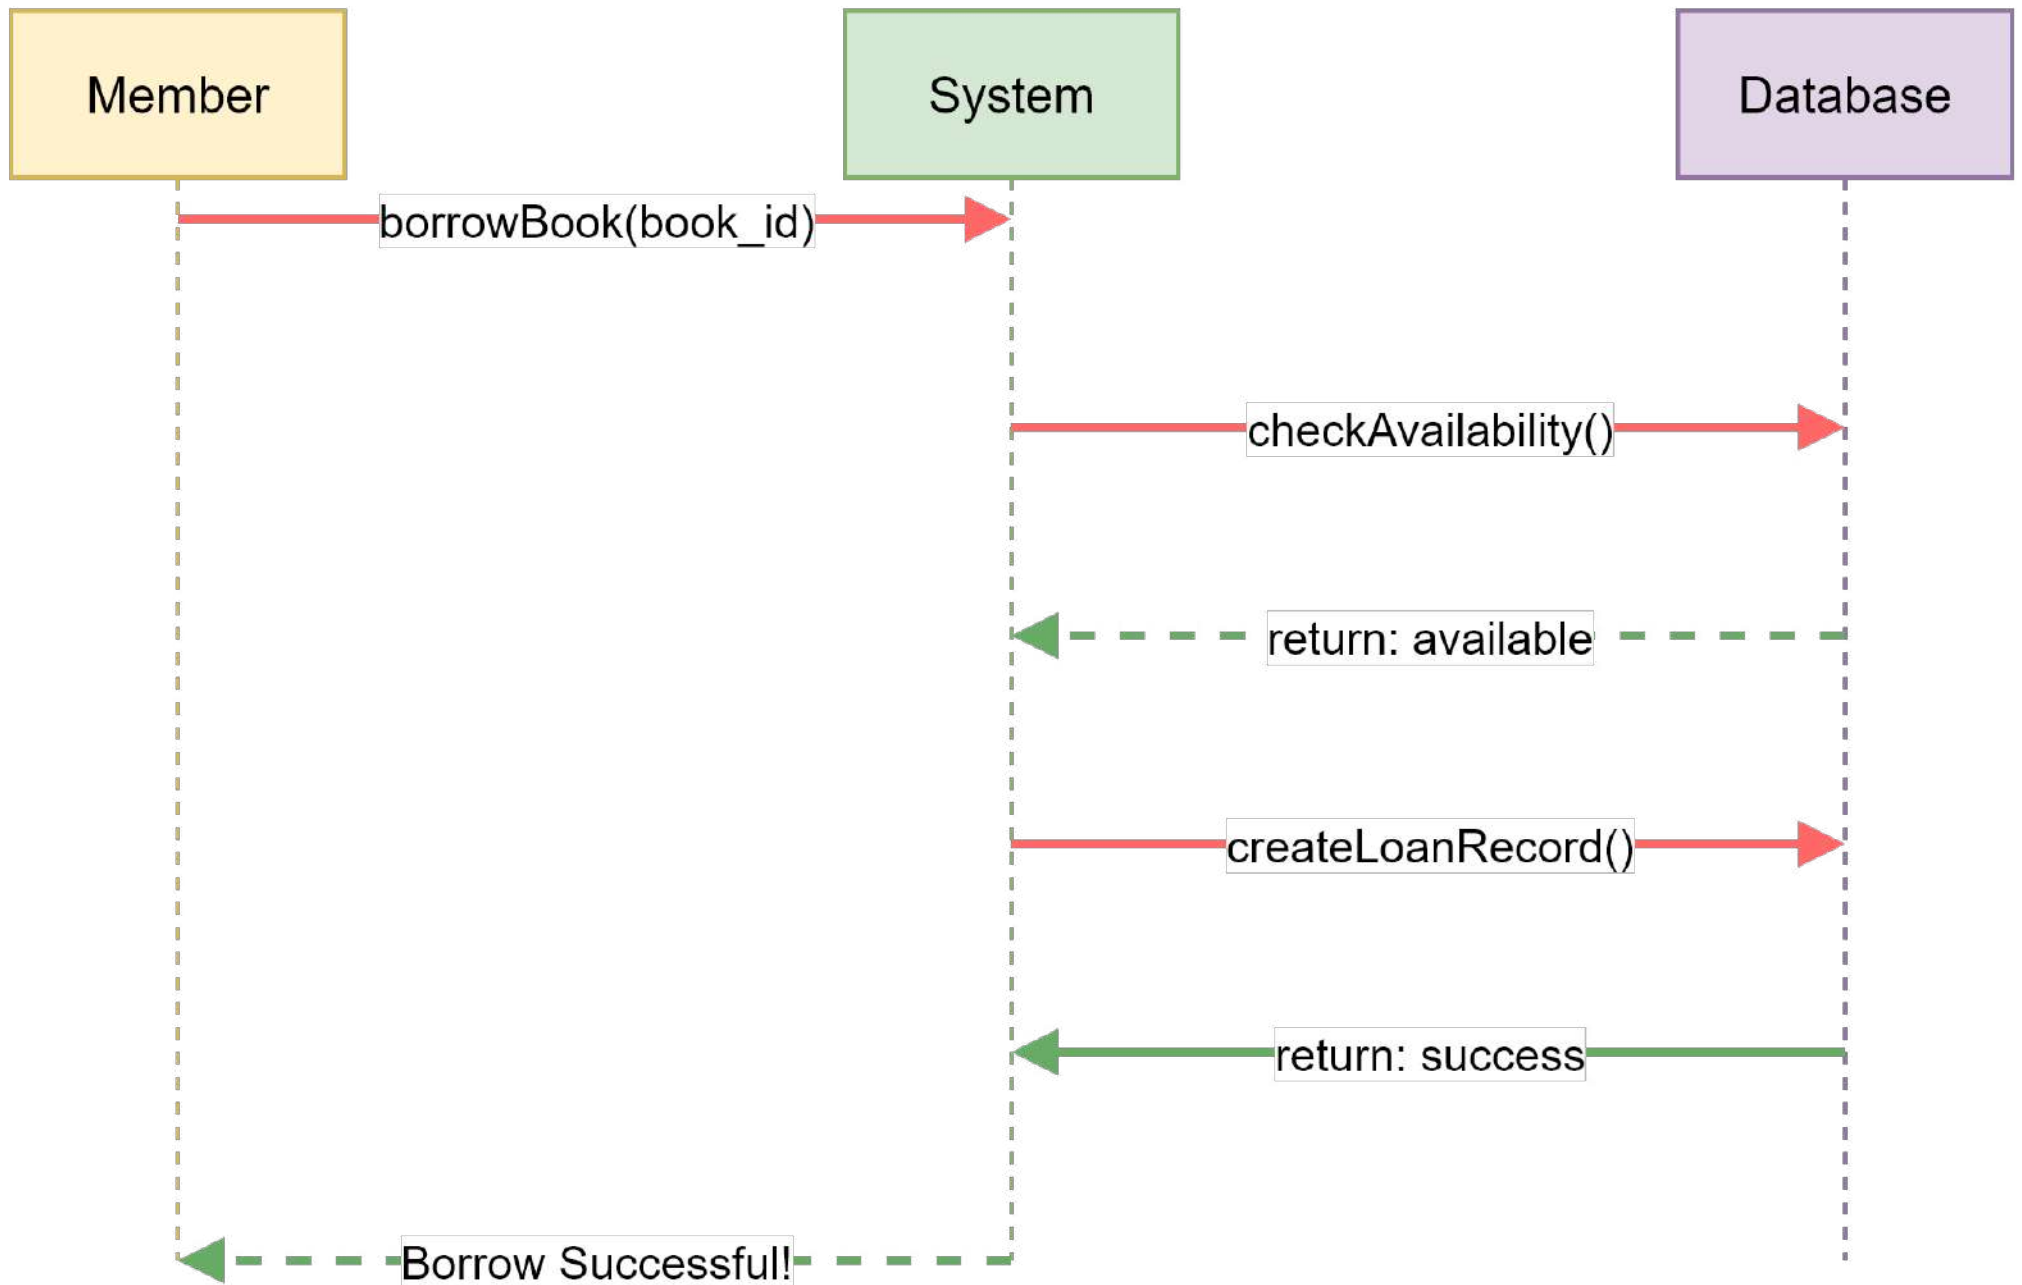 Member
System
Database
borrowBook(book_id)
checkAvailability()
return: available
createLoanRecord()
return: success
Borrow Successful!